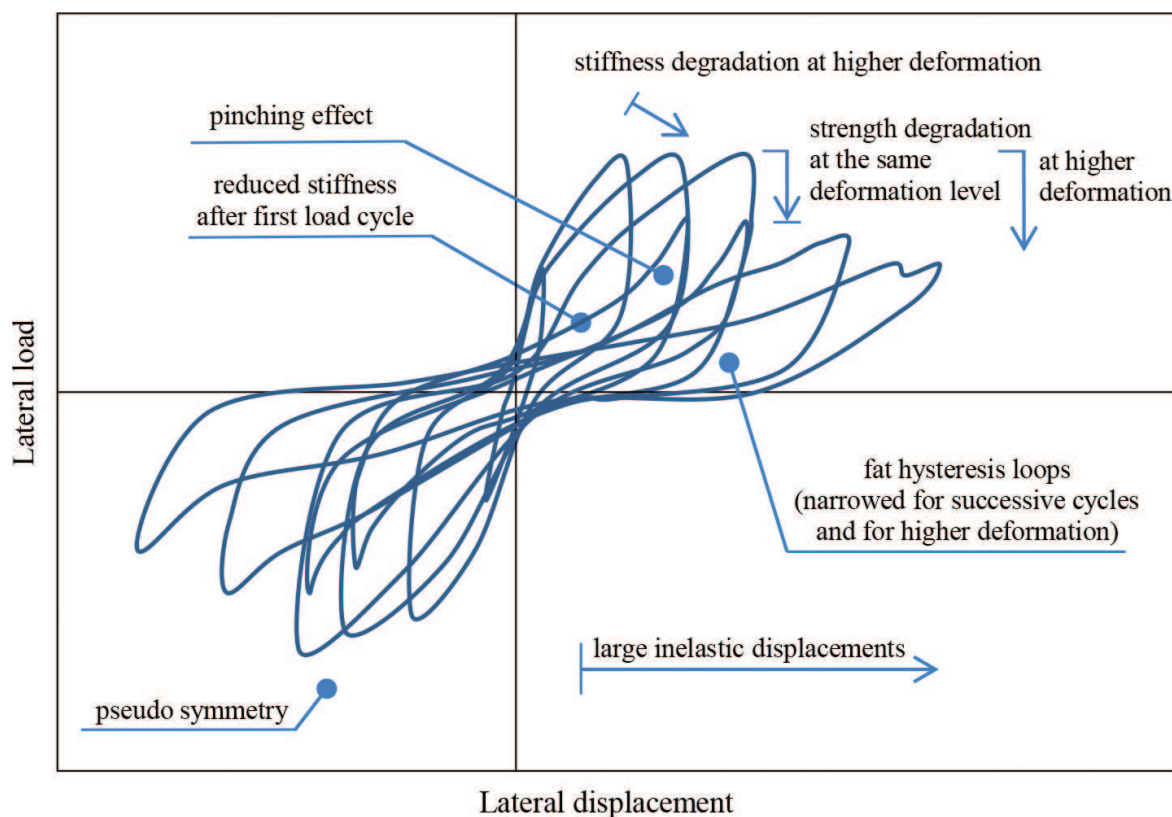 stiffness degradation at higher deformation
pinching effect
strength degradation
at the same
deformation level
at higher
deformation
reduced stiffness
after first load cycle
Lateral load
fat hysteresis loops
(narrowed for successive cycles
and for higher deformation)
large inelastic displacements
pseudo symmetry
Lateral displacement